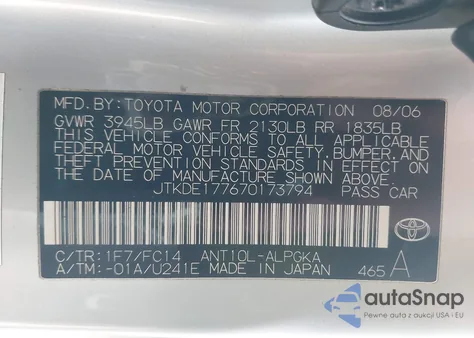 MFD.BY:TOYOTA MOTOR CORPORATION 08/06
GVWR 3945LB GAWR FR 2130LB RR 1835LB
THIS VEHICLE CONFORMS TO ALL APPLICABLE
FEDERAL MOTOR VEHICLE SAFETY,BUMPER,AND
THEFT PREVENTION STANDARDS IN EFFECT ON
THE DATE OF MANUFACTURE SHOWN ABOVE.
JTKDE177670173794 PASS CAR
TOYOTA
C/TR:1F7/FC14 ANT10L-ALPGKA
A/TM:-01A/U241E MADE IN JAPAN 465 A
autoSnap
Pewne auta z USA i EU